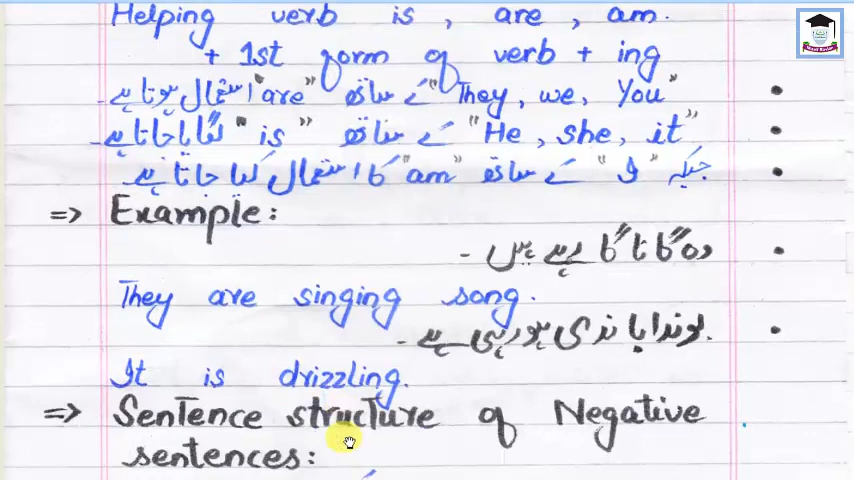 Helping verb is, are, am.
+ 1st form of verb + ing
"They, we, You" کے ساتھ "are" استعمال ہوتا ہے۔
"He, she, it" کے ساتھ "is" لگایا جاتا ہے۔
جبکہ "I" کے ساتھ "am" کا استعمال کیا جاتا ہے۔
=> Example:
وہ گانا گا رہے ہیں۔
They are singing song.
بوندا باندی ہو رہی ہے۔
It is drizzling.
=> Sentence structure of Negative
sentences: